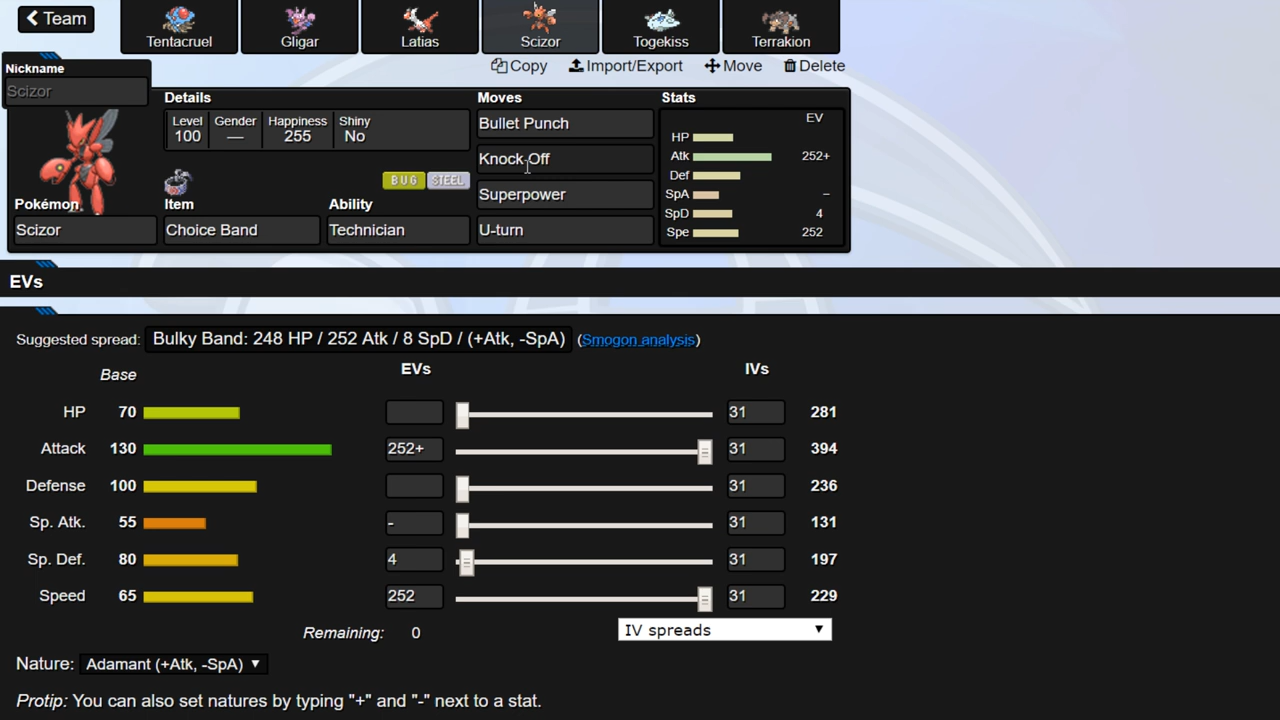 Team
Tentacruel
Gligar
Latias
Scizor
Togekiss
Terrakion
Copy
Import/Export
Move
Delete
Nickname
Scizor
Details
Level
100
Gender
—
Happiness
255
Shiny
No
BUG
STEEL
Pokémon
Scizor
Item
Choice Band
Ability
Technician
Moves
Bullet Punch
Knock Off
Superpower
U-turn
Stats
EV
HP
Atk 252+
Def
SpA –
SpD 4
Spe 252
EVs
Suggested spread: Bulky Band: 248 HP / 252 Atk / 8 SpD / (+Atk, -SpA) (Smogon analysis)
Base EVs IVs
HP 70 31 281
Attack 130 252+ 31 394
Defense 100 31 236
Sp. Atk. 55 - 31 131
Sp. Def. 80 4 31 197
Speed 65 252 31 229
Remaining: 0 IV spreads
Nature: Adamant (+Atk, -SpA)
Protip: You can also set natures by typing "+" and "-" next to a stat.